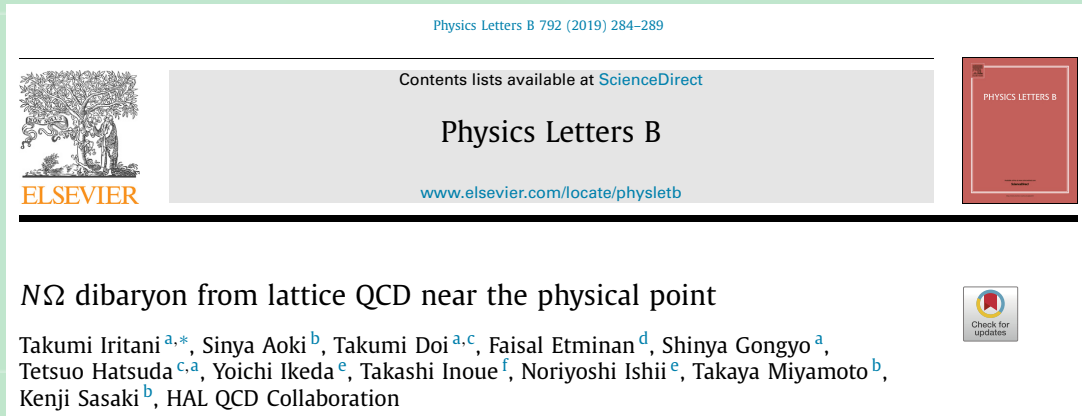 Physics Letters B 792 (2019) 284–289
Contents lists available at ScienceDirect
Physics Letters B
www.elsevier.com/locate/physletb
ELSEVIER
PHYSICS LETTERS B
NΩ dibaryon from lattice QCD near the physical point
Check for
updates
Takumi Iritani a,*, Sinya Aoki b, Takumi Doi a,c, Faisal Etminan d, Shinya Gongyo a,
Tetsuo Hatsuda c,a, Yoichi Ikeda e, Takashi Inoue f, Noriyoshi Ishii e, Takaya Miyamoto b,
Kenji Sasaki b, HAL QCD Collaboration